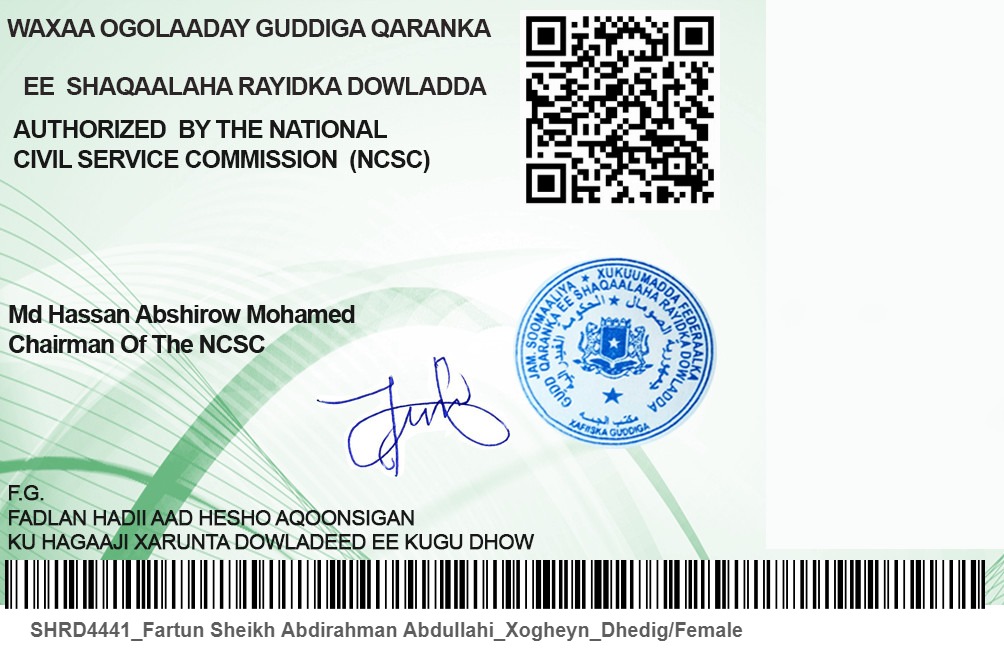 WAXAA OGOLAADAY GUDDIGA QARANKA
EE SHAQAALAHA RAYIDKA DOWLADDA
AUTHORIZED BY THE NATIONAL
CIVIL SERVICE COMMISSION (NCSC)
JAM. SOOMAALIYA ★ XUKUUMADDA FEDERAALKA
GUDD QARANKA EE SHAQAALAHA RAYIDKA DOWLADDA
XAFIISKA GUDDIGA
Md Hassan Abshirow Mohamed
Chairman Of The NCSC
F.G.
FADLAN HADII AAD HESHO AQOONSIGAN
KU HAGAAJI XARUNTA DOWLADEED EE KUGU DHOW
SHRD4441_Fartun Sheikh Abdirahman Abdullahi_Xogheyn_Dhedig/Female